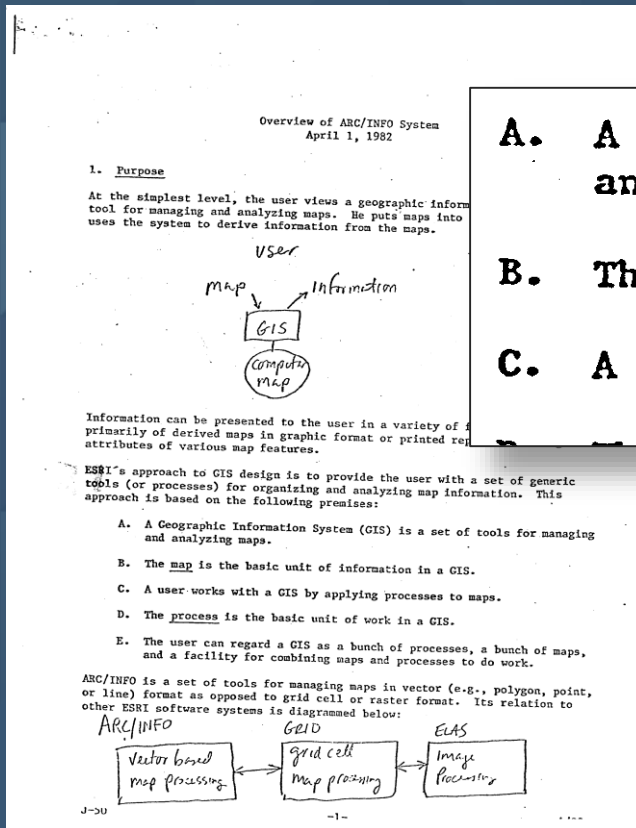 Overview of ARC/INFO System
April 1, 1982
1. Purpose
At the simplest level, the user views a geographic inform
tool for managing and analyzing maps. He puts maps into
uses the system to derive information from the maps.
user
map
information
GIS
computer
map
Information can be presented to the user in a variety of
primarily of derived maps in graphic format or printed rep
attributes of various map features.
ESRI's approach to GIS design is to provide the user with a set of generic
tools (or processes) for organizing and analyzing map information. This
approach is based on the following premises:
A. A Geographic Information System (GIS) is a set of tools for managing
and analyzing maps.
B. The map is the basic unit of information in a GIS.
C. A user works with a GIS by applying processes to maps.
D. The process is the basic unit of work in a GIS.
E. The user can regard a GIS as a bunch of processes, a bunch of maps,
and a facility for combining maps and processes to do work.
ARC/INFO is a set of tools for managing maps in vector (e.g., polygon, point,
or line) format as opposed to grid cell or raster format. Its relation to
other ESRI software systems is diagrammed below:
ARC/INFO
GRID
ELAS
Vector based
map processing
grid cell
map processing
Image
Processing
J-50
-1-
A. A
an
B. Th
C. A